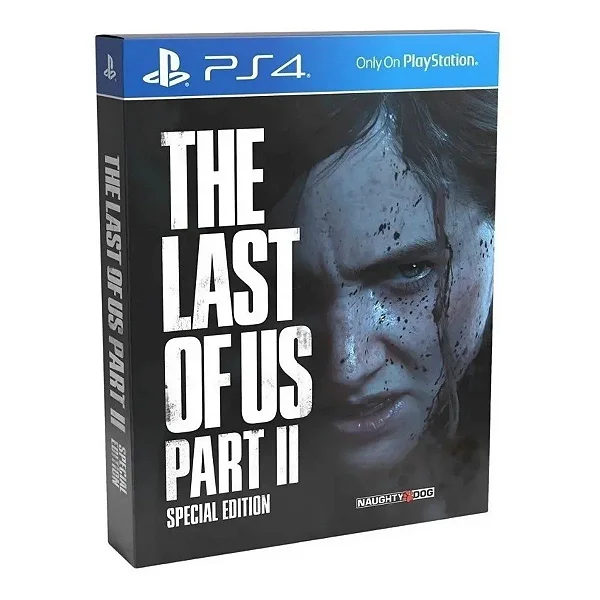 PS4
Only On PlayStation.
THE
LAST
OF US
PART II
SPECIAL EDITION
NAUGHTY DOG
THE LAST OF US PART II
SPECIAL
EDITION